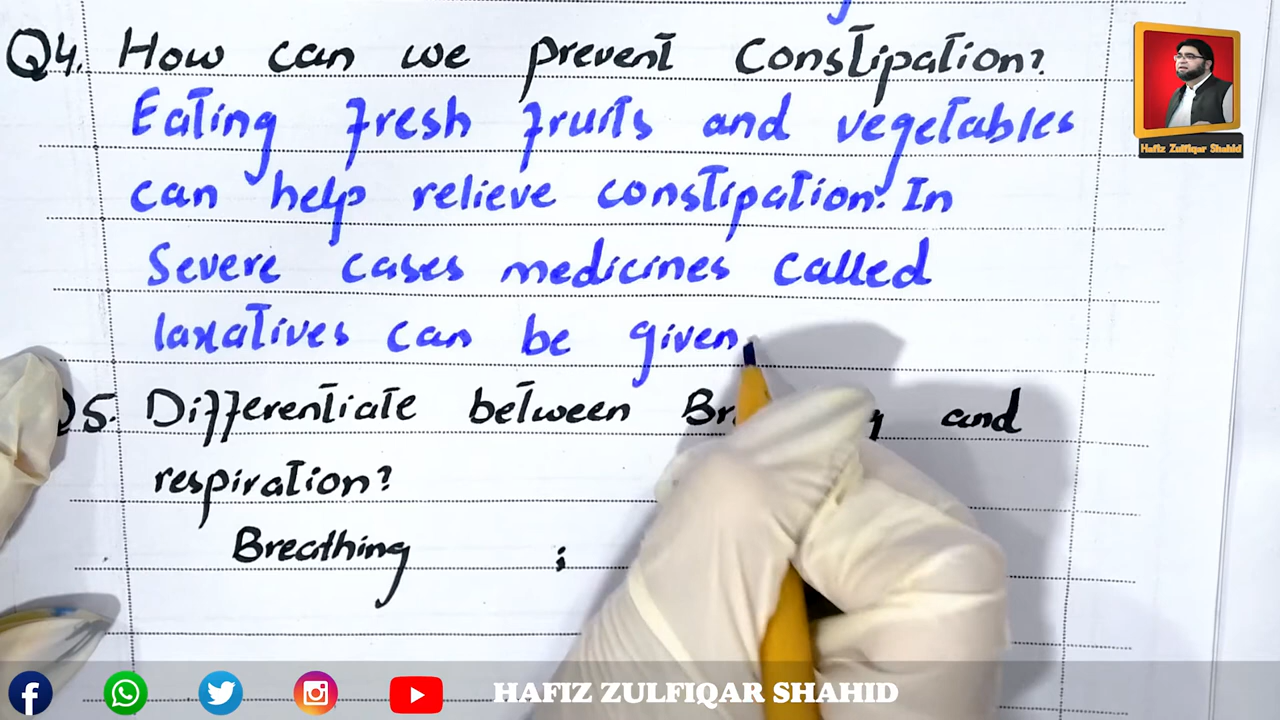 Q4. How can we prevent Constipation?
Eating fresh fruits and vegetables
can help relieve constipation. In
Severe cases medicines called
laxatives can be given.
Q5. Differentiate between and
respiration?
Breathing ;
Hafiz Zulfiqar Shahid
HAFIZ ZULFIQAR SHAHID